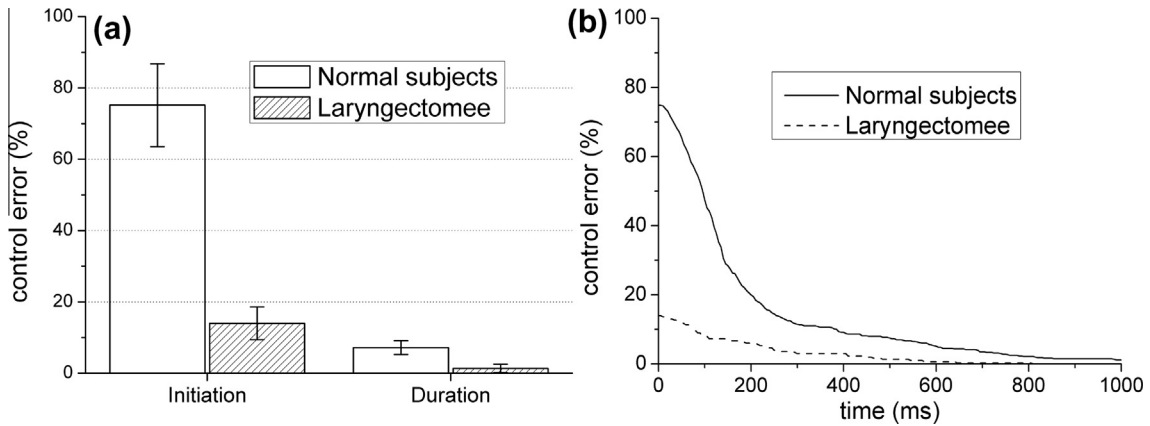 (a)
control error (%)
100
80
60
40
20
0
Normal subjects
Laryngectomee
Initiation
Duration
(b)
control error (%)
100
80
60
40
20
0
Normal subjects
Laryngectomee
0 200 400 600 800 1000
time (ms)